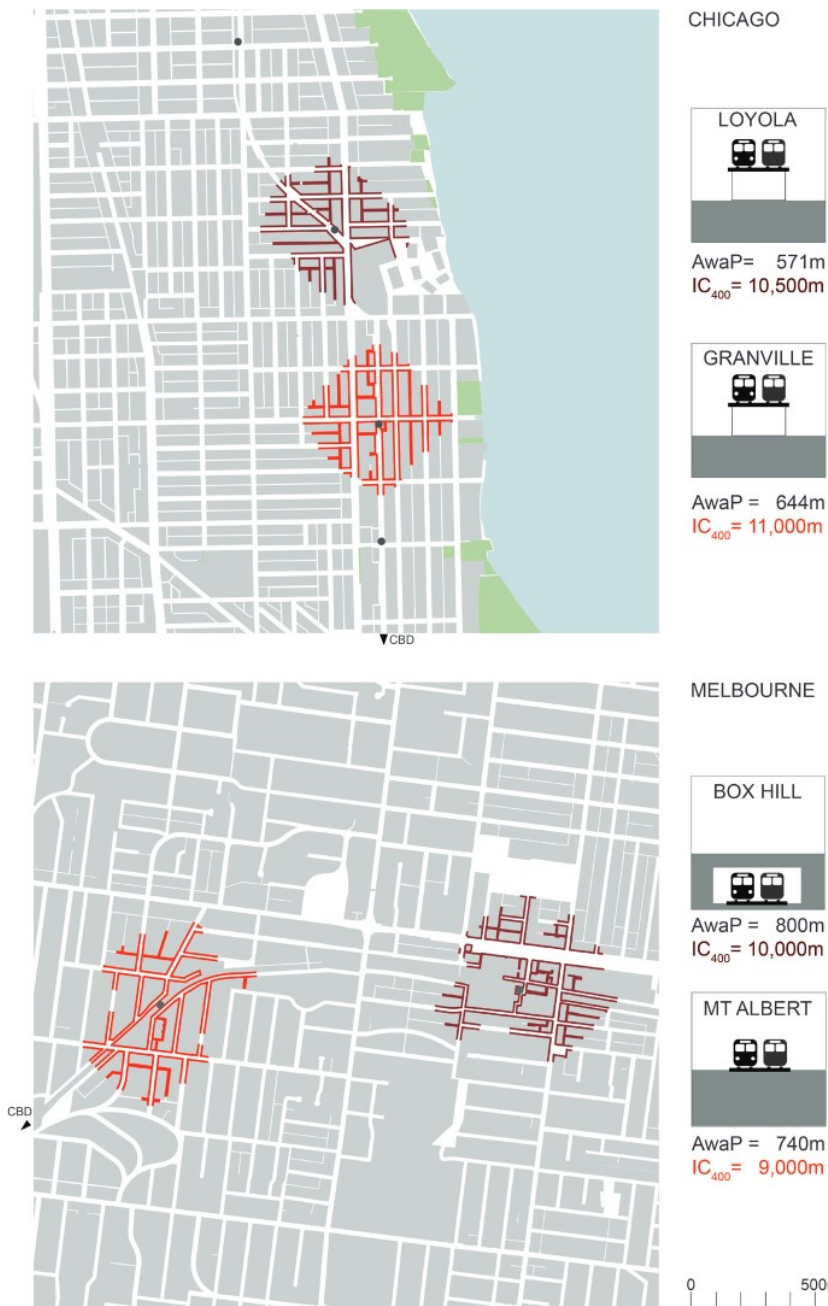 CHICAGO
LOYOLA
AwaP= 571m
IC₄₀₀= 10,500m
GRANVILLE
AwaP = 644m
IC₄₀₀= 11,000m
CBD
MELBOURNE
BOX HILL
AwaP = 800m
IC₄₀₀= 10,000m
MT ALBERT
AwaP = 740m
IC₄₀₀= 9,000m
CBD
0 500